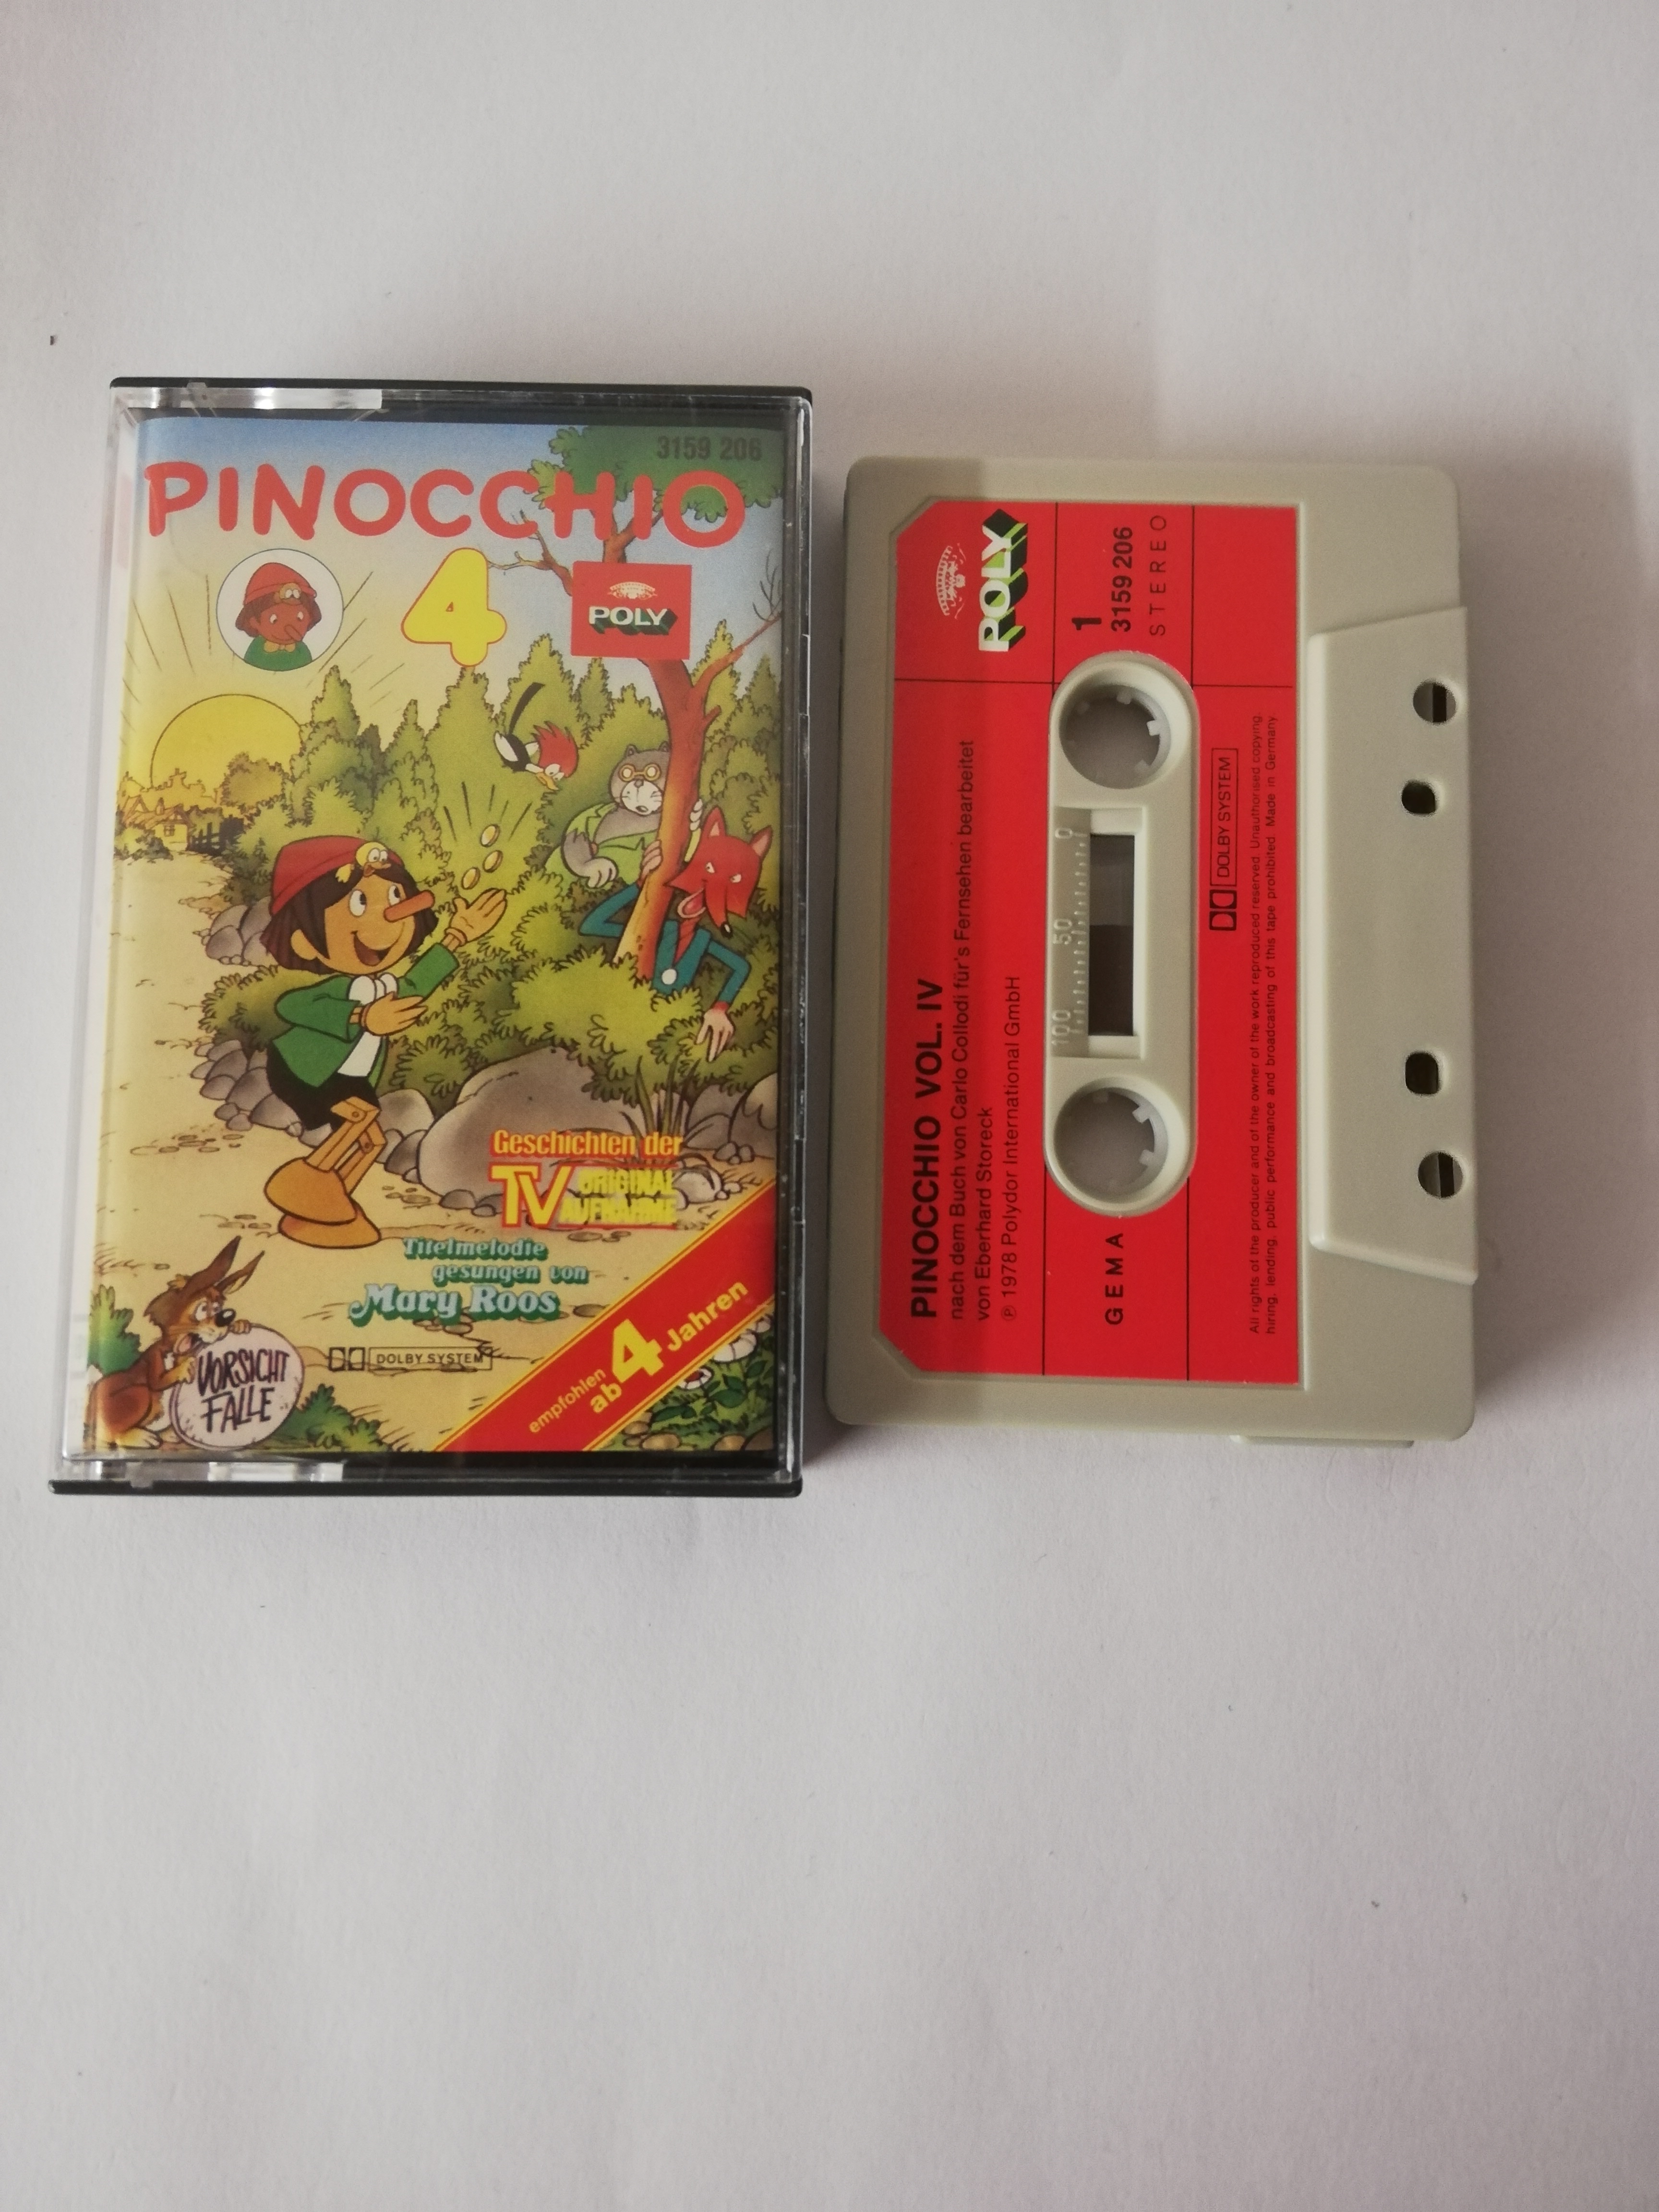 3159 206
PINOCCHIO
4
POLY
Geschichten der
TV ORIGINAL
AUFNAHME
Titelmelodie
gesungen von
Mary Roos
DOLBY SYSTEM
VORSICHT
FALLE
empfohlen
ab 4 Jahren
POLY
1
3159 206
STEREO
PINOCCHIO VOL. IV
nach dem Buch von Carlo Collodi für's Fernsehen bearbeitet
von Eberhard Storeck
℗ 1978 Polydor International GmbH
100 50 0
GEMA
DOLBY SYSTEM
All rights of the producer and of the owner of the work reproduced reserved. Unauthorised copying,
hiring, lending, public performance and broadcasting of this tape prohibited. Made in Germany